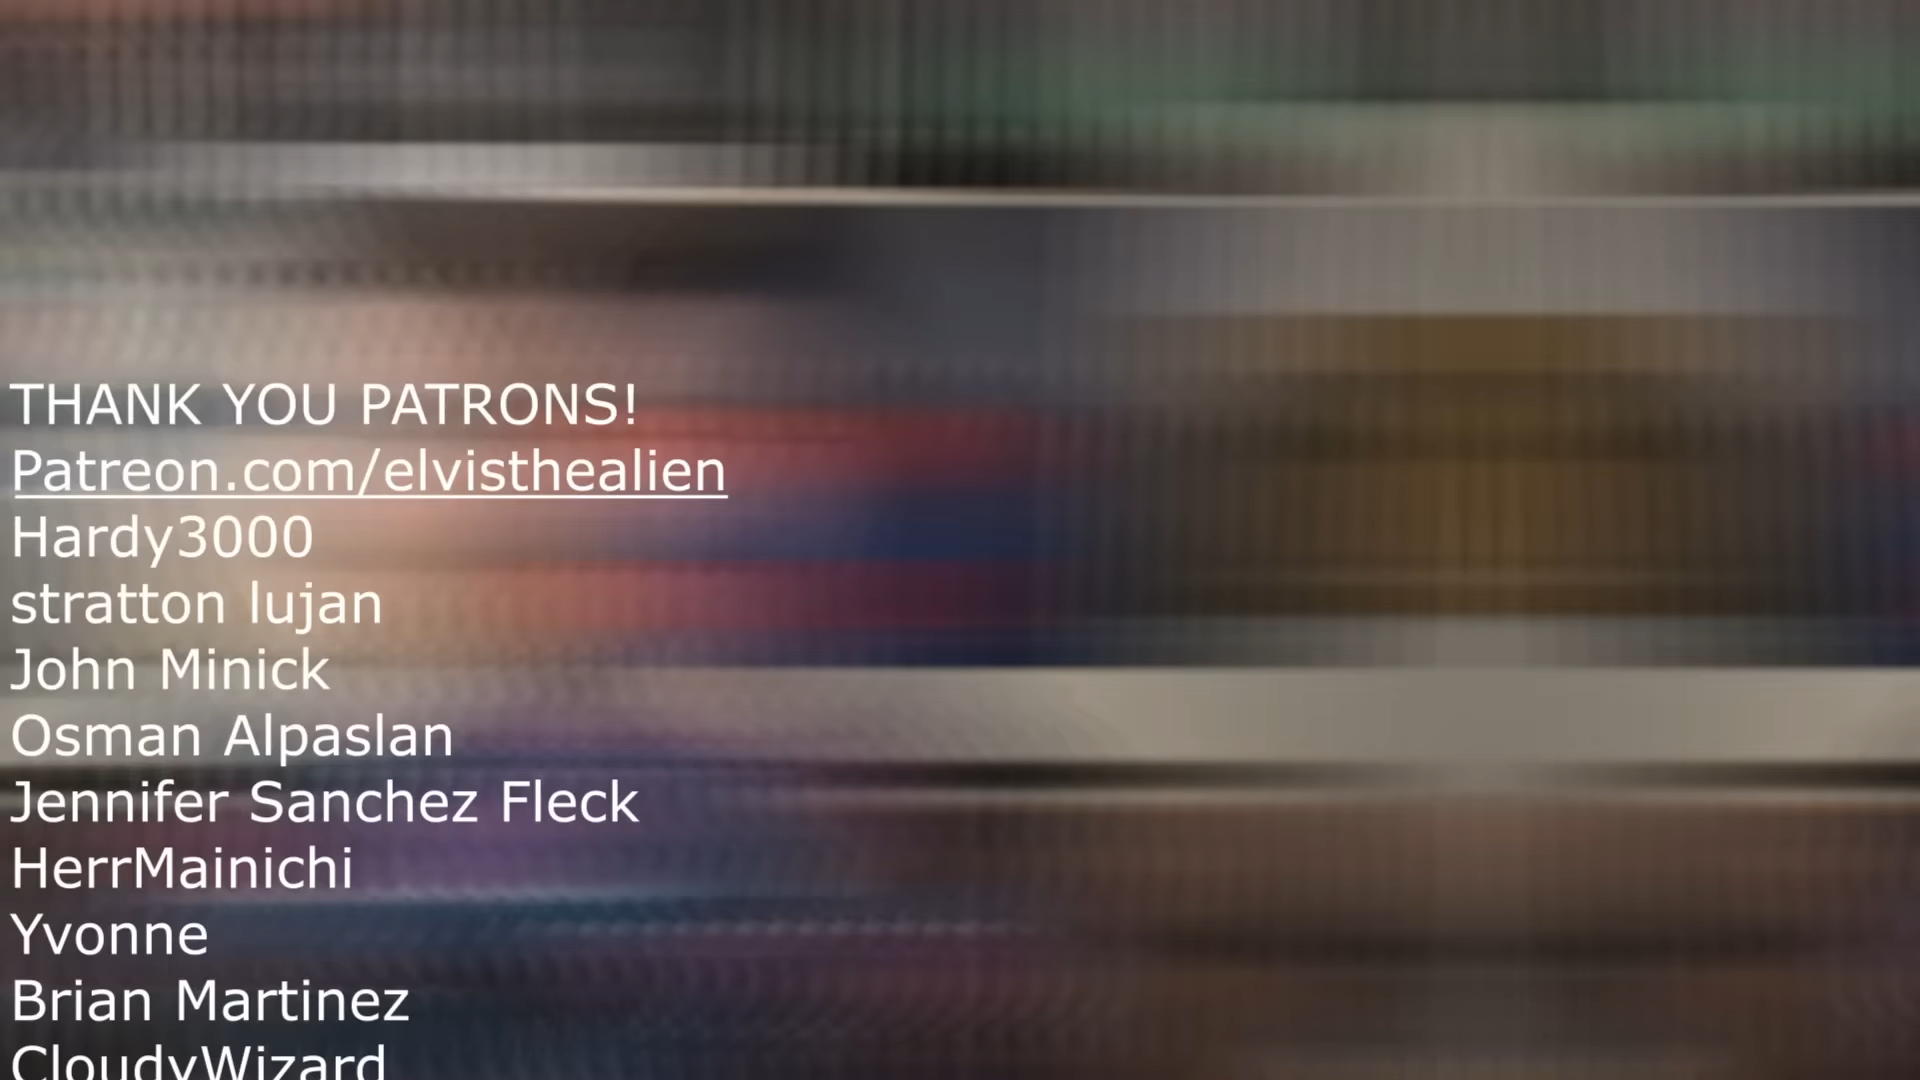 THANK YOU PATRONS!
Patreon.com/elvisthealien
Hardy3000
stratton lujan
John Minick
Osman Alpaslan
Jennifer Sanchez Fleck
HerrMainichi
Yvonne
Brian Martinez
CloudyWizard